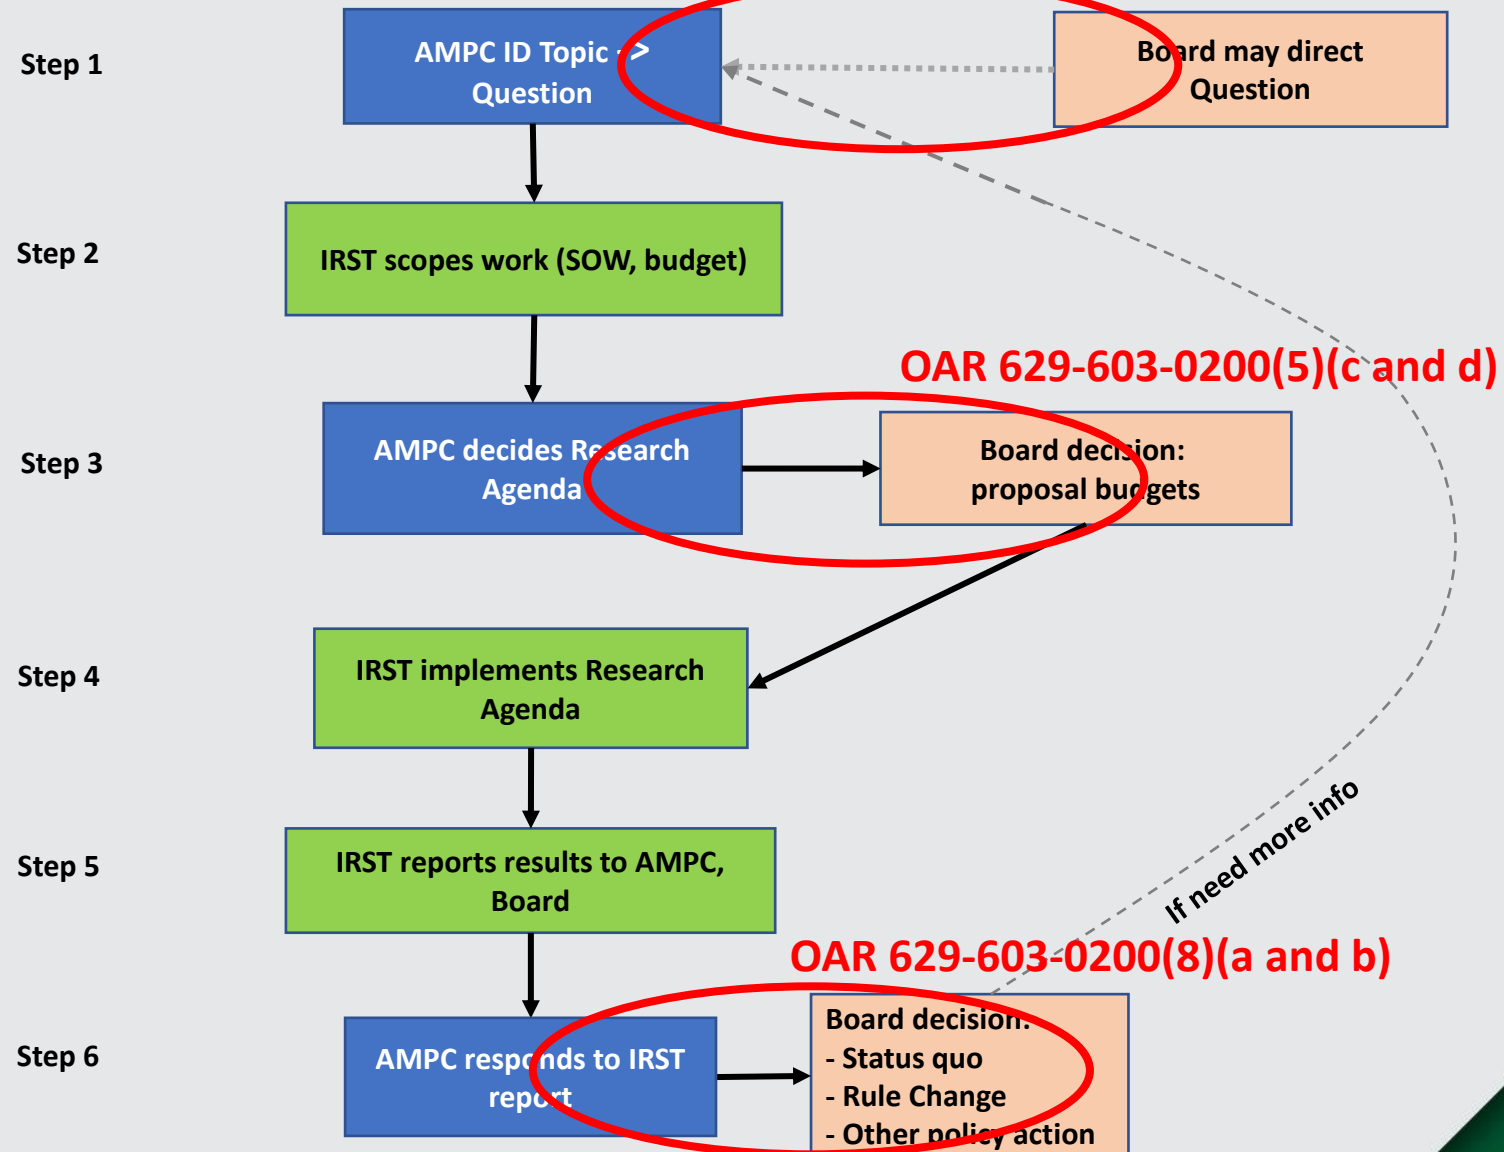 Step 1
AMPC ID Topic ->
Question
Board may direct
Question
Step 2
IRST scopes work (SOW, budget)
OAR 629-603-0200(5)(c and d)
Step 3
AMPC decides Research
Agenda
Board decision:
proposal budgets
Step 4
IRST implements Research
Agenda
If need more info
Step 5
IRST reports results to AMPC,
Board
OAR 629-603-0200(8)(a and b)
Step 6
AMPC responds to IRST
report
Board decision:
- Status quo
- Rule Change
- Other policy action